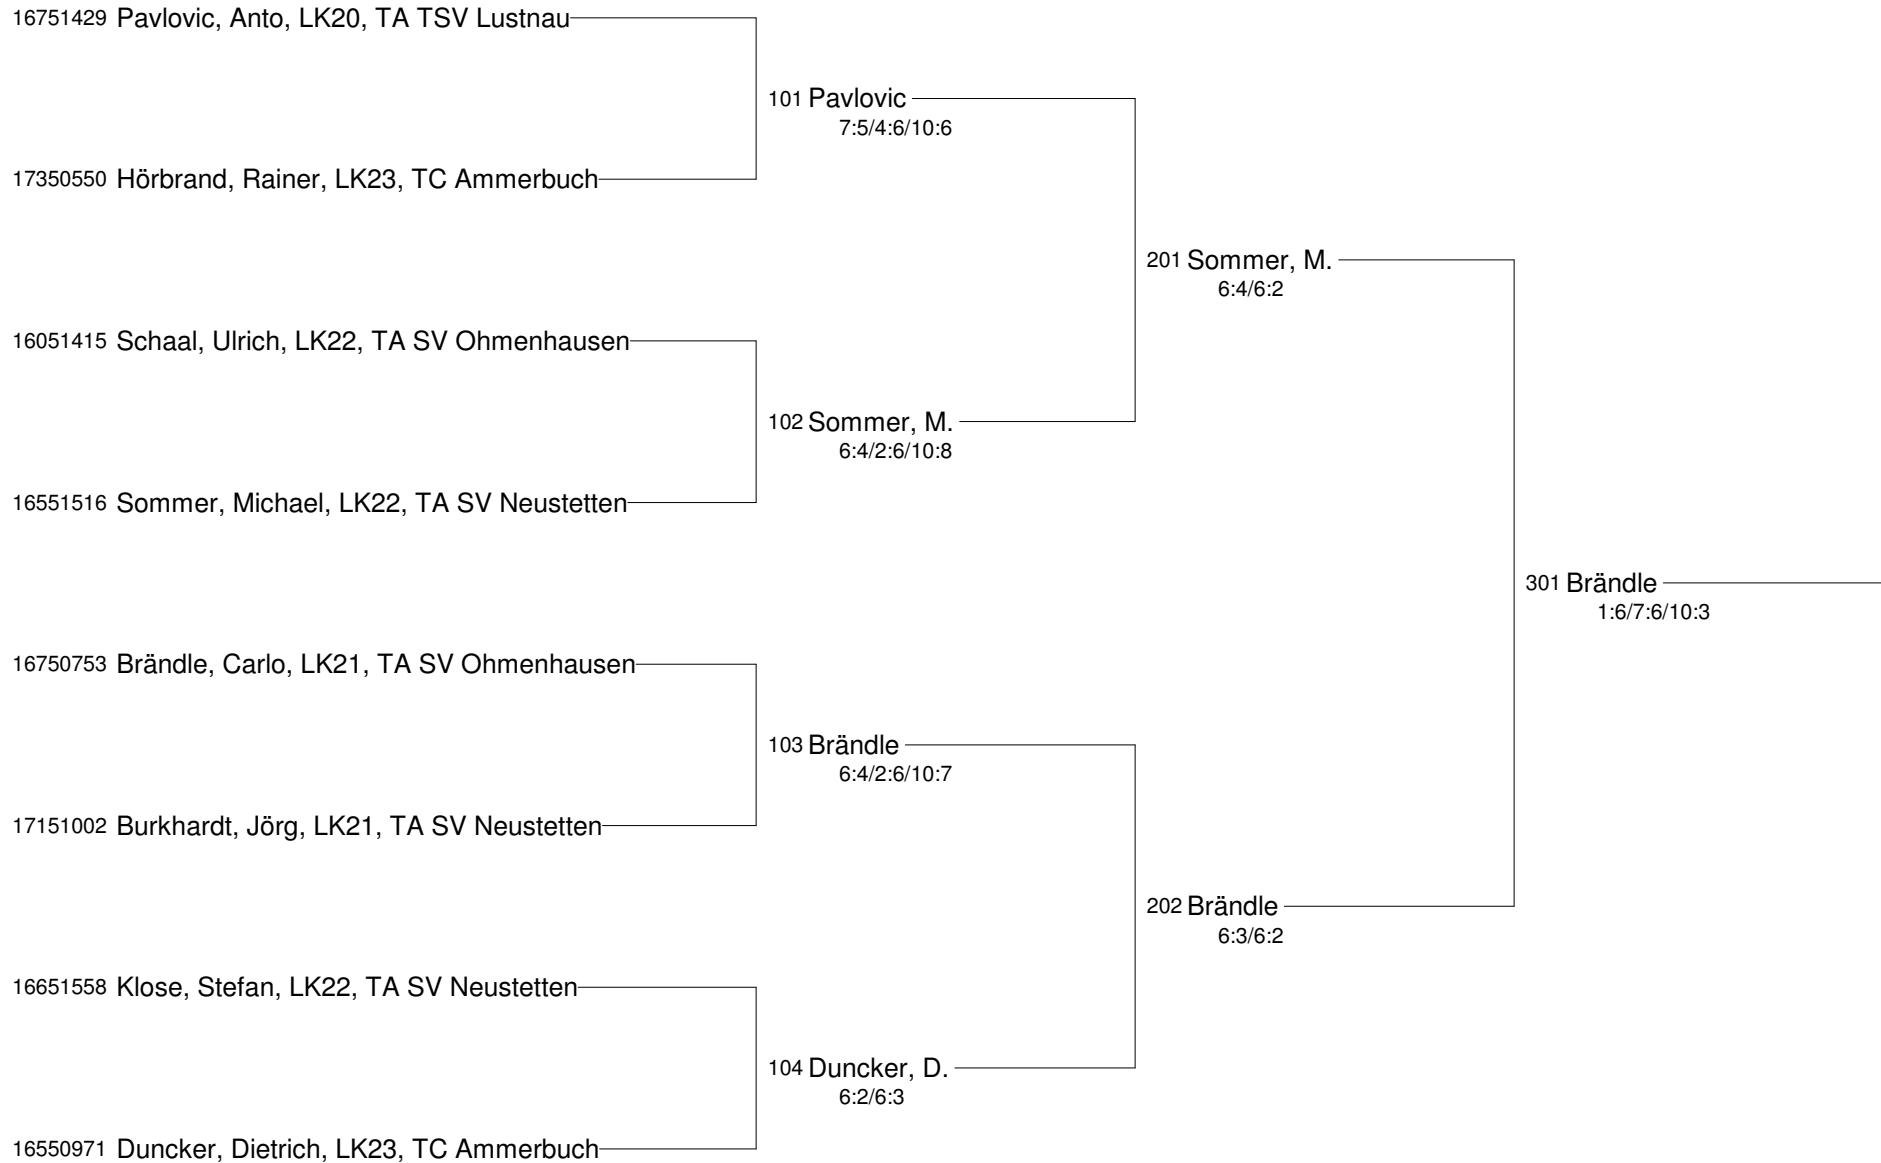 16751429 Pavlovic, Anto, LK20, TA TSV Lustnau
101 Pavlovic
7:5/4:6/10:6
17350550 Hörbrand, Rainer, LK23, TC Ammerbuch
201 Sommer, M.
6:4/6:2
16051415 Schaal, Ulrich, LK22, TA SV Ohmenhausen
102 Sommer, M.
6:4/2:6/10:8
16551516 Sommer, Michael, LK22, TA SV Neustetten
301 Brändle
1:6/7:6/10:3
16750753 Brändle, Carlo, LK21, TA SV Ohmenhausen
103 Brändle
6:4/2:6/10:7
17151002 Burkhardt, Jörg, LK21, TA SV Neustetten
202 Brändle
6:3/6:2
16651558 Klose, Stefan, LK22, TA SV Neustetten
104 Duncker, D.
6:2/6:3
16550971 Duncker, Dietrich, LK23, TC Ammerbuch